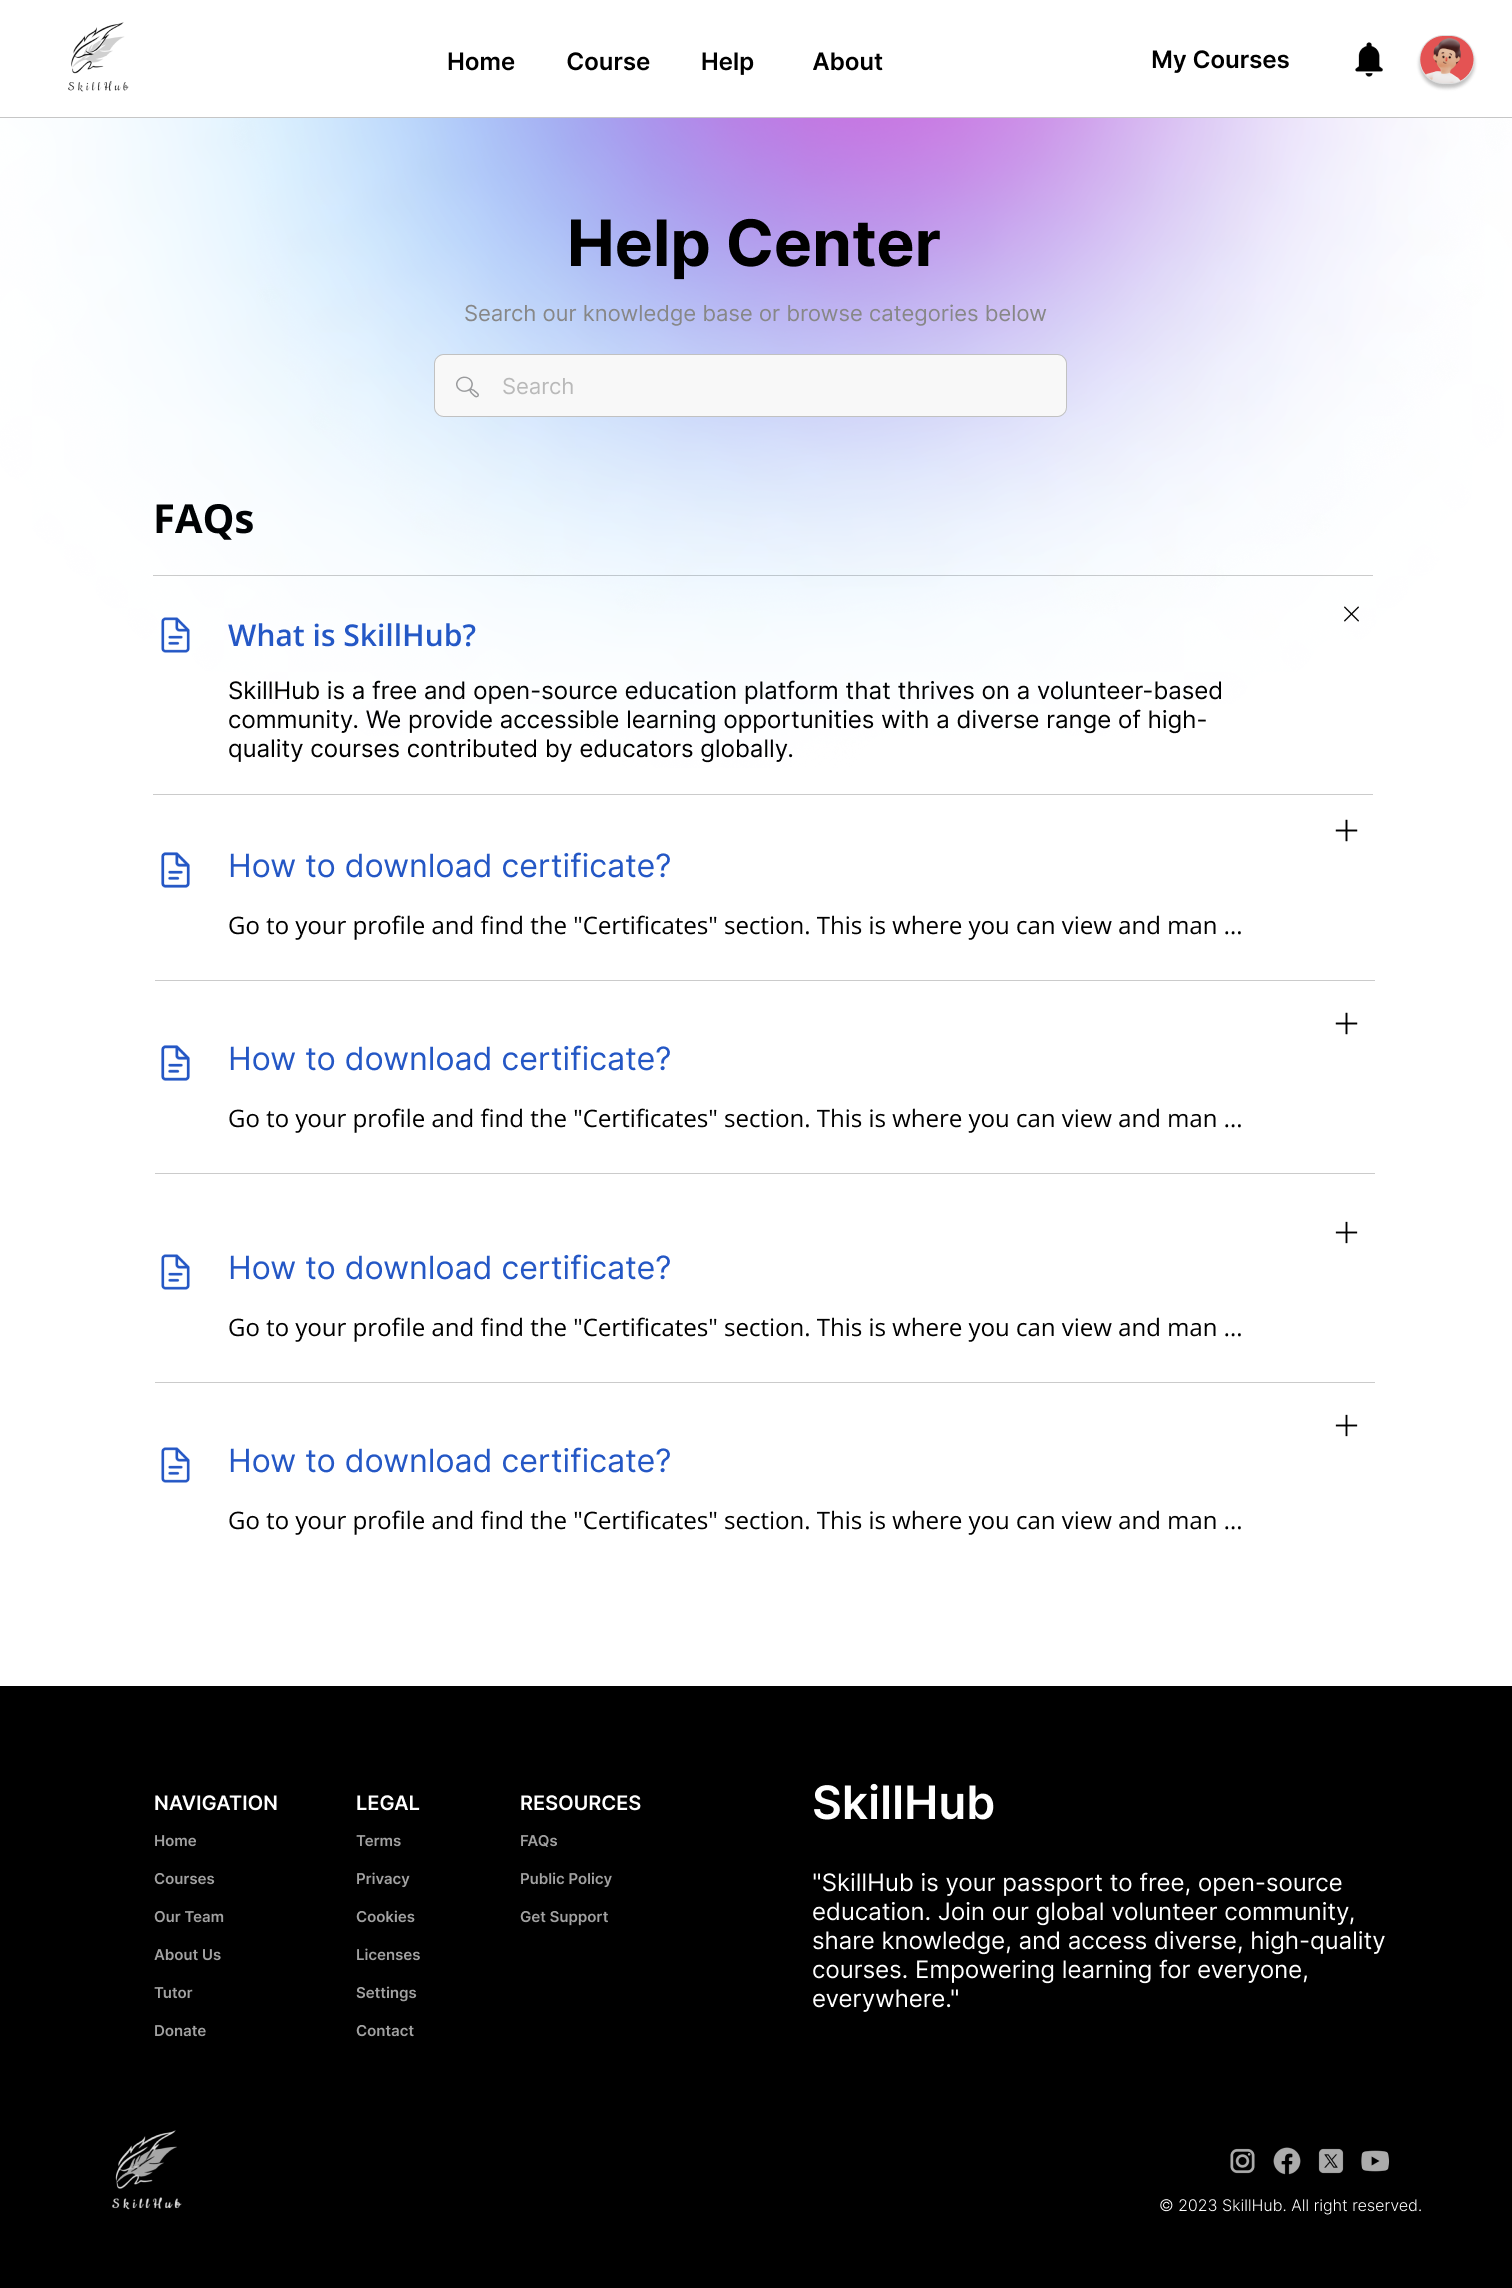 SkillHub
Home Course Help About My Courses
Help Center
Search our knowledge base or browse categories below
Search
FAQs
What is SkillHub?
SkillHub is a free and open-source education platform that thrives on a volunteer-based
community. We provide accessible learning opportunities with a diverse range of high-
quality courses contributed by educators globally.
How to download certificate?
Go to your profile and find the "Certificates" section. This is where you can view and man ...
How to download certificate?
Go to your profile and find the "Certificates" section. This is where you can view and man ...
How to download certificate?
Go to your profile and find the "Certificates" section. This is where you can view and man ...
How to download certificate?
Go to your profile and find the "Certificates" section. This is where you can view and man ...
NAVIGATION
Home
Courses
Our Team
About Us
Tutor
Donate
LEGAL
Terms
Privacy
Cookies
Licenses
Settings
Contact
RESOURCES
FAQs
Public Policy
Get Support
SkillHub
"SkillHub is your passport to free, open-source
education. Join our global volunteer community,
share knowledge, and access diverse, high-quality
courses. Empowering learning for everyone,
everywhere."
SkillHub
© 2023 SkillHub. All right reserved.